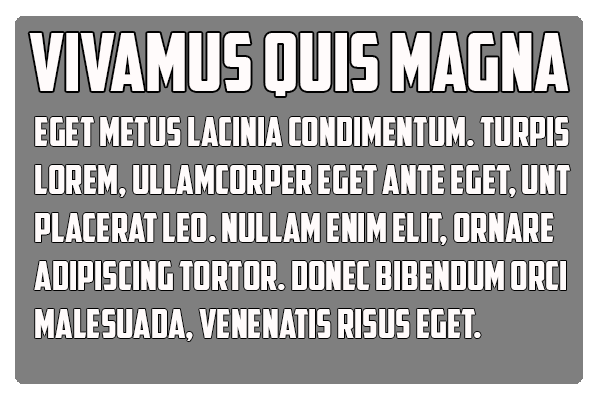 VIVAMUS QUIS MAGNA
EGET METUS LACINIA CONDIMENTUM. TURPIS
LOREM, ULLAMCORPER EGET ANTE EGET, UNT
PLACERAT LEO. NULLAM ENIM ELIT, ORNARE
ADIPISCING TORTOR. DONEC BIBENDUM ORCI
MALESUADA, VENENATIS RISUS EGET.